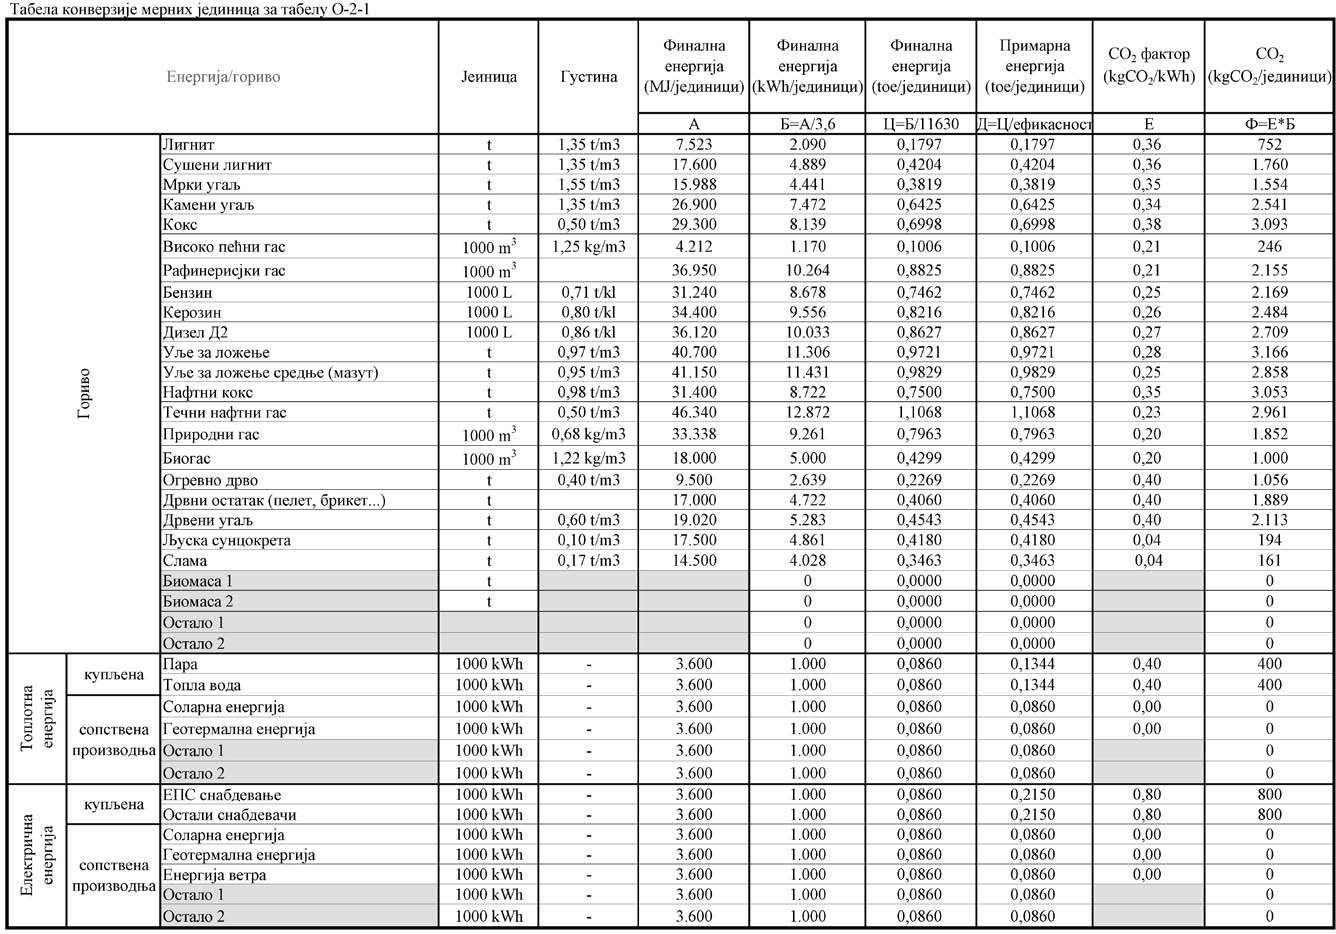 Табела конверзије мерних јединица за табелу О-2-1
Енергија/гориво Јеиница Густина Финална енергија (MJ/јединици) Финална енергија (kWh/јединици) Финална енергија (toe/јединици) Примарна енергија (toe/јединици) CO₂ фактор (kgCO₂/kWh) CO₂ (kgCO₂/јединици)
А Б=А/3,6 Ц=Б/11630 Д=Ц/ефикасност Е Ф=Е*Б
Гориво
Лигнит t 1,35 t/m3 7.523 2.090 0,1797 0,1797 0,36 752
Сушени лигнит t 1,35 t/m3 17.600 4.889 0,4204 0,4204 0,36 1.760
Мрки угаљ t 1,55 t/m3 15.988 4.441 0,3819 0,3819 0,35 1.554
Камени угаљ t 1,35 t/m3 26.900 7.472 0,6425 0,6425 0,34 2.541
Кокс t 0,50 t/m3 29.300 8.139 0,6998 0,6998 0,38 3.093
Високо пећни гас 1000 m³ 1,25 kg/m3 4.212 1.170 0,1006 0,1006 0,21 246
Рафинерисјки гас 1000 m³ 36.950 10.264 0,8825 0,8825 0,21 2.155
Бензин 1000 L 0,71 t/kl 31.240 8.678 0,7462 0,7462 0,25 2.169
Керозин 1000 L 0,80 t/kl 34.400 9.556 0,8216 0,8216 0,26 2.484
Дизел Д2 1000 L 0,86 t/kl 36.120 10.033 0,8627 0,8627 0,27 2.709
Уље за ложење t 0,97 t/m3 40.700 11.306 0,9721 0,9721 0,28 3.166
Уље за ложење средње (мазут) t 0,95 t/m3 41.150 11.431 0,9829 0,9829 0,25 2.858
Нафтни кокс t 0,98 t/m3 31.400 8.722 0,7500 0,7500 0,35 3.053
Течни нафтни гас t 0,50 t/m3 46.340 12.872 1,1068 1,1068 0,23 2.961
Природни гас 1000 m³ 0,68 kg/m3 33.338 9.261 0,7963 0,7963 0,20 1.852
Биогас 1000 m³ 1,22 kg/m3 18.000 5.000 0,4299 0,4299 0,20 1.000
Огревно дрво t 0,40 t/m3 9.500 2.639 0,2269 0,2269 0,40 1.056
Дрвни остатак (пелет, брикет...) t 17.000 4.722 0,4060 0,4060 0,40 1.889
Дрвени угаљ t 0,60 t/m3 19.020 5.283 0,4543 0,4543 0,40 2.113
Љуска сунцокрета t 0,10 t/m3 17.500 4.861 0,4180 0,4180 0,04 194
Слама t 0,17 t/m3 14.500 4.028 0,3463 0,3463 0,04 161
Биомаса 1 t 0 0,0000 0,0000 0
Биомаса 2 t 0 0,0000 0,0000 0
Остало 1 0 0,0000 0,0000 0
Остало 2 0 0,0000 0,0000 0
Топлотна енергија
купљена
Пара 1000 kWh - 3.600 1.000 0,0860 0,1344 0,40 400
Топла вода 1000 kWh - 3.600 1.000 0,0860 0,1344 0,40 400
сопствена производња
Соларна енергија 1000 kWh - 3.600 1.000 0,0860 0,0860 0,00 0
Геотермална енергија 1000 kWh - 3.600 1.000 0,0860 0,0860 0,00 0
Остало 1 1000 kWh - 3.600 1.000 0,0860 0,0860 0
Остало 2 1000 kWh - 3.600 1.000 0,0860 0,0860 0
Електрична енергија
купљена
ЕПС снабдевање 1000 kWh - 3.600 1.000 0,0860 0,2150 0,80 800
Остали снабдевачи 1000 kWh - 3.600 1.000 0,0860 0,2150 0,80 800
сопствена производња
Соларна енергија 1000 kWh - 3.600 1.000 0,0860 0,0860 0,00 0
Геотермална енергија 1000 kWh - 3.600 1.000 0,0860 0,0860 0,00 0
Енергија ветра 1000 kWh - 3.600 1.000 0,0860 0,0860 0,00 0
Остало 1 1000 kWh - 3.600 1.000 0,0860 0,0860 0
Остало 2 1000 kWh - 3.600 1.000 0,0860 0,0860 0